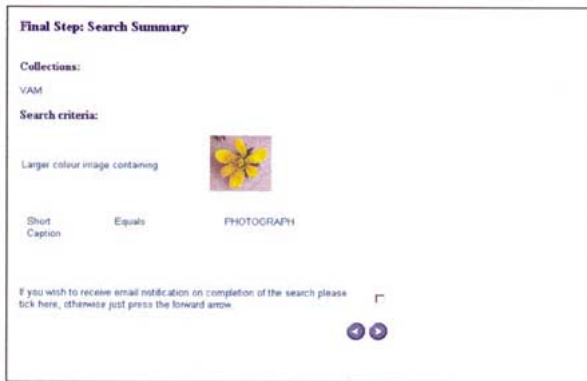 Final Step: Search Summary
Collections:
VAM
Search criteria:
Larger colour image containing
Short Equals PHOTOGRAPH
Caption
If you wish to receive email notification on completion of the search please
tick here, otherwise just press the forward arrow.